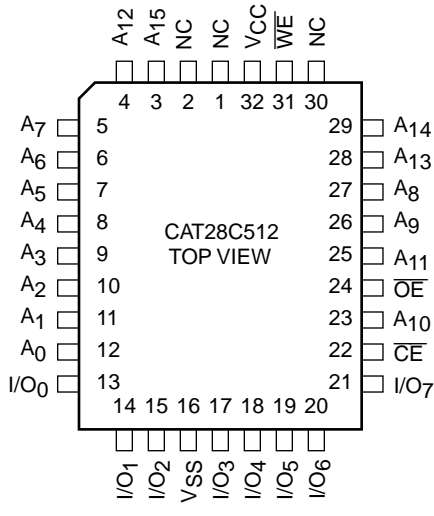 A12 A15 NC NC VCC W̅E̅ NC
4 3 2 1 32 31 30
A7 5 29 A14
A6 6 28 A13
A5 7 27 A8
A4 8 26 A9
A3 9 25 A11
A2 10 24 O̅E̅
A1 11 23 A10
A0 12 22 C̅E̅
I/O0 13 21 I/O7
CAT28C512
TOP VIEW
14 15 16 17 18 19 20
I/O1 I/O2 VSS I/O3 I/O4 I/O5 I/O6